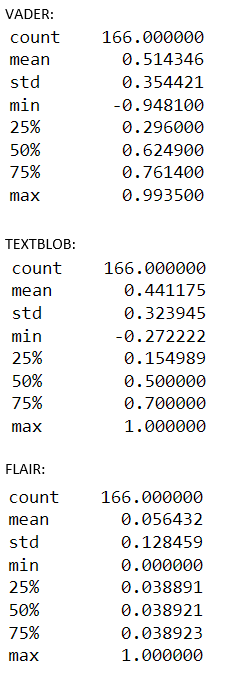 VADER:
count 166.000000
mean 0.514346
std 0.354421
min -0.948100
25% 0.296000
50% 0.624900
75% 0.761400
max 0.993500
TEXTBLOB:
count 166.000000
mean 0.441175
std 0.323945
min -0.272222
25% 0.154989
50% 0.500000
75% 0.700000
max 1.000000
FLAIR:
count 166.000000
mean 0.056432
std 0.128459
min 0.000000
25% 0.038891
50% 0.038921
75% 0.038923
max 1.000000